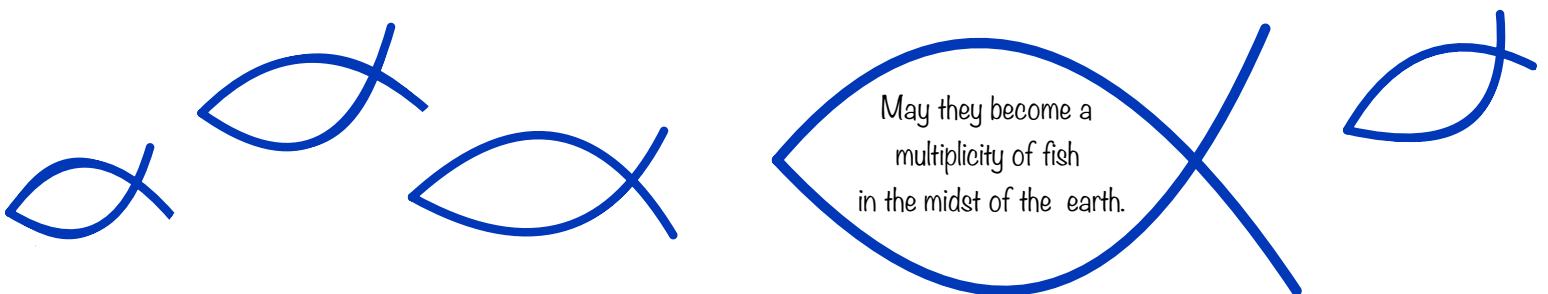 May they become a
multiplicity of fish
in the midst of the earth.